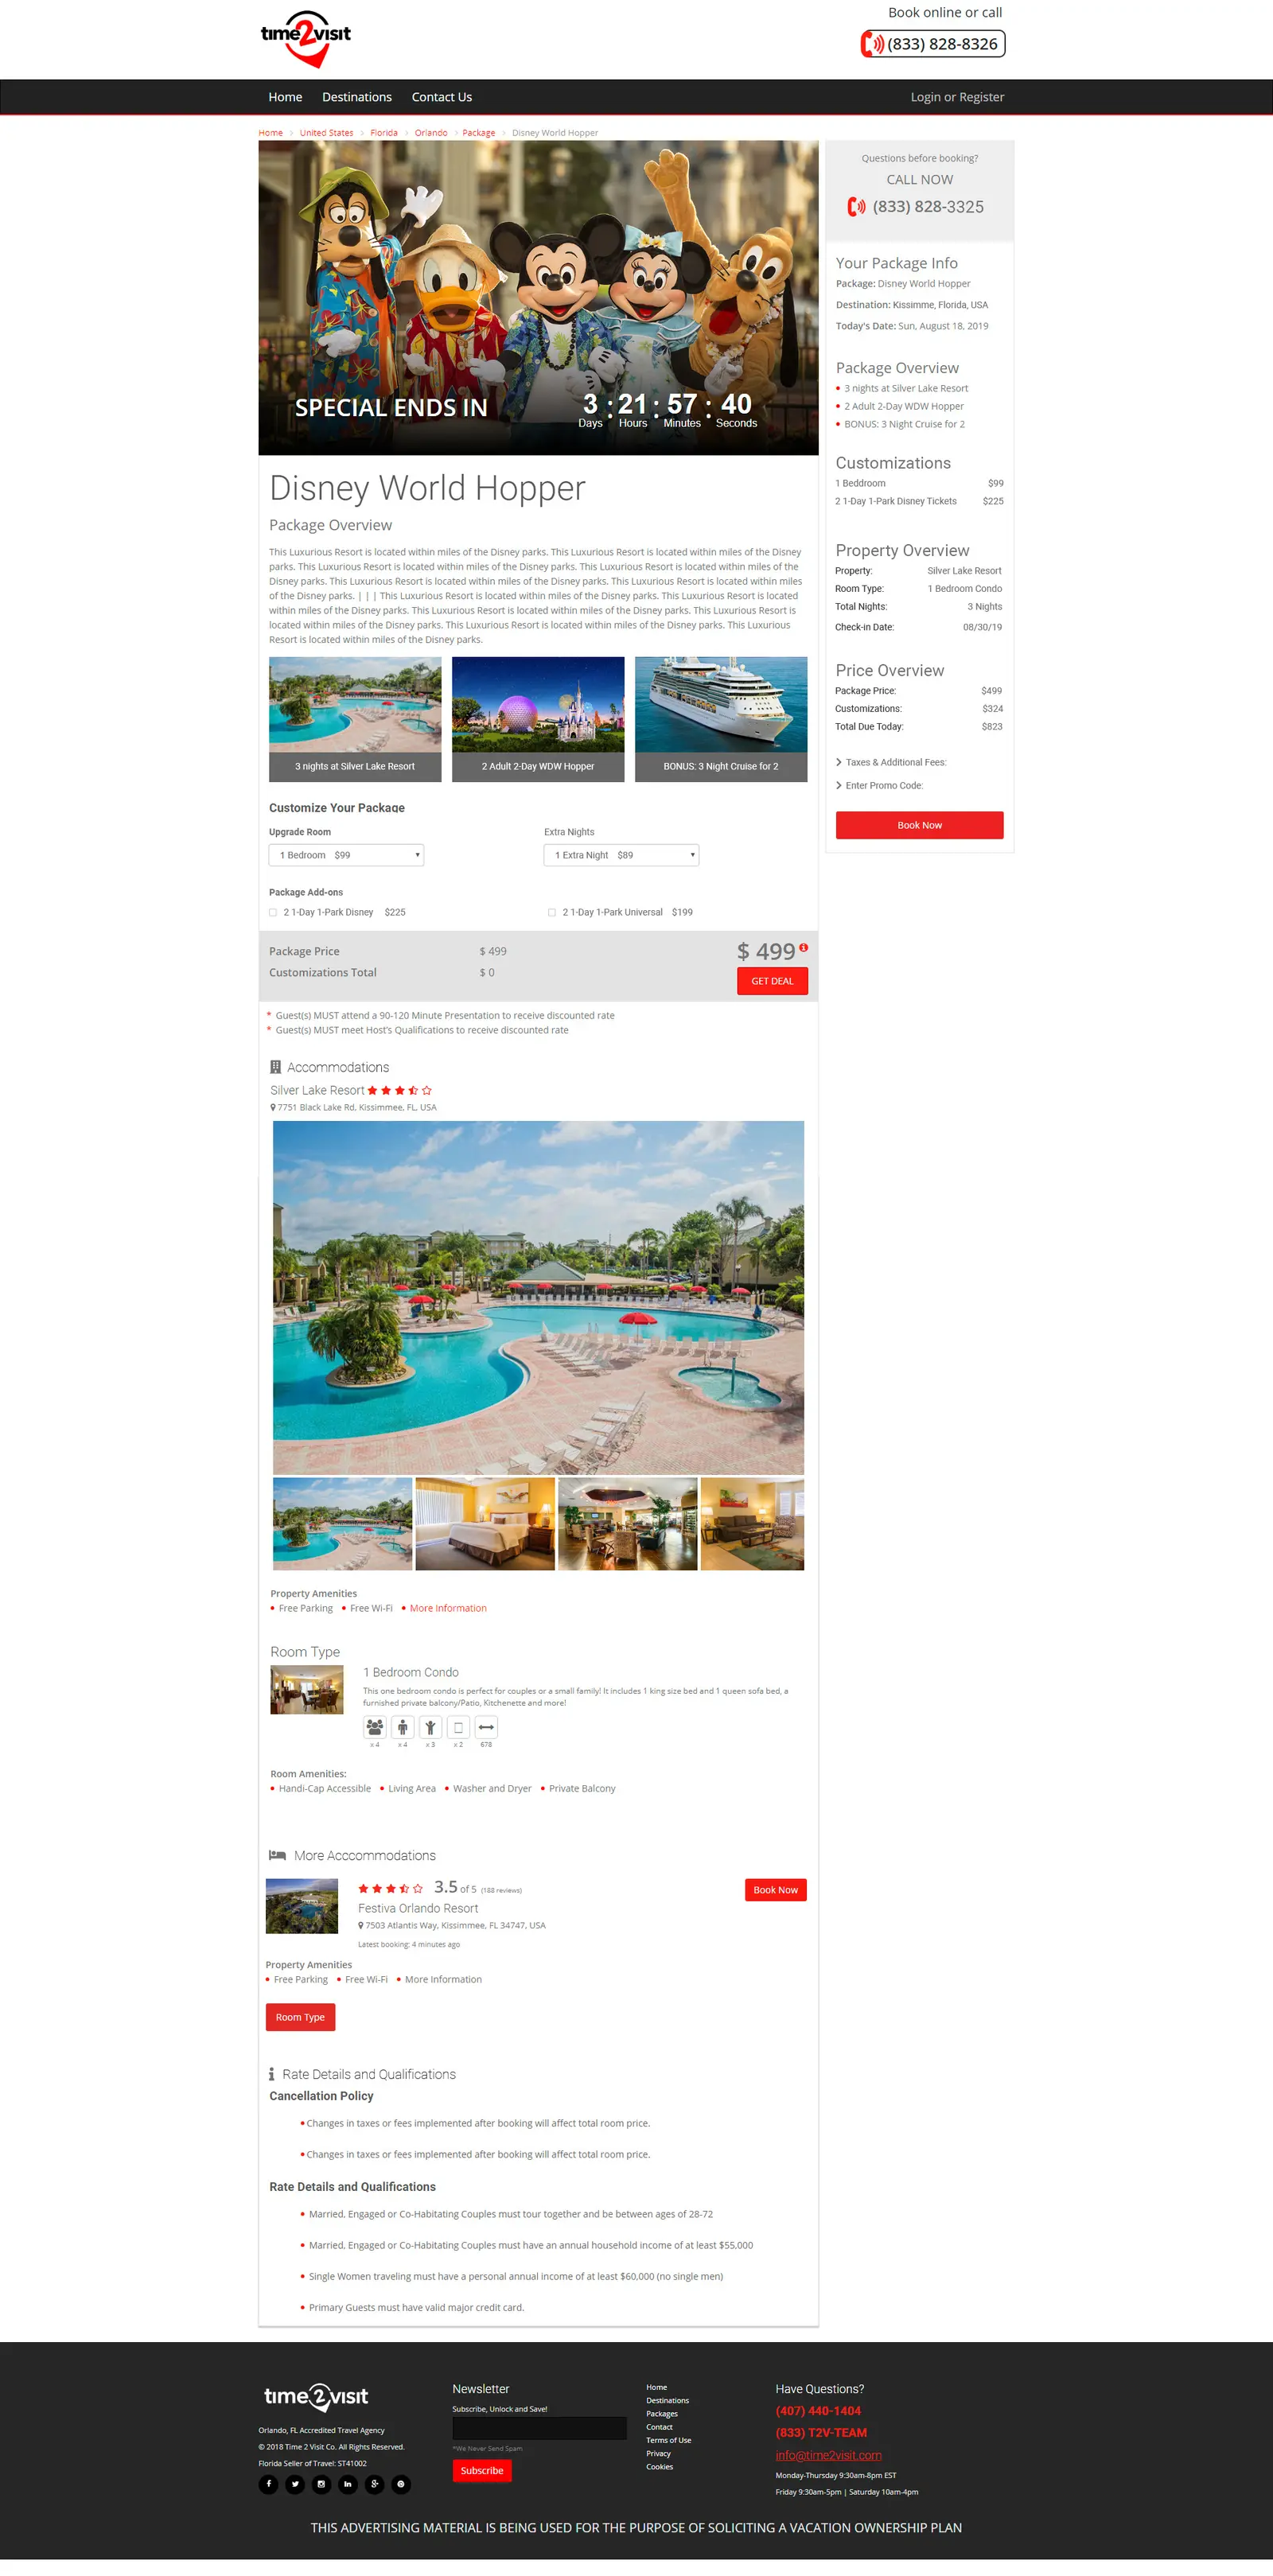 time2visit
Book online or call
(833) 828-8326
Home Destinations Contact Us Login or Register
Home > United States > Florida > Orlando > Package > Disney World Hopper
SPECIAL ENDS IN
3 : 21 : 57 : 40
Days Hours Minutes Seconds
Disney World Hopper
Package Overview
This Luxurious Resort is located within miles of the Disney parks. This Luxurious Resort is located within miles of the Disney
parks. This Luxurious Resort is located within miles of the Disney parks. This Luxurious Resort is located within miles of the
Disney parks. This Luxurious Resort is located within miles of the Disney parks. This Luxurious Resort is located within miles
of the Disney parks. | | | This Luxurious Resort is located within miles of the Disney parks. This Luxurious Resort is located
within miles of the Disney parks. This Luxurious Resort is located within miles of the Disney parks. This Luxurious Resort is
located within miles of the Disney parks. This Luxurious Resort is located within miles of the Disney parks. This Luxurious
Resort is located within miles of the Disney parks.
3 nights at Silver Lake Resort
2 Adult 2-Day WDW Hopper
BONUS: 3 Night Cruise for 2
Customize Your Package
Upgrade Room Extra Nights
1 Bedroom $99 1 Extra Night $89
Package Add-ons
2 1-Day 1-Park Disney $225 2 1-Day 1-Park Universal $199
Package Price $ 499
Customizations Total $ 0
$ 499
GET DEAL
* Guest(s) MUST attend a 90-120 Minute Presentation to receive discounted rate
* Guest(s) MUST meet Host's Qualifications to receive discounted rate
Accommodations
Silver Lake Resort
7751 Black Lake Rd, Kissimmee, FL, USA
Property Amenities
Free Parking Free Wi-Fi More Information
Room Type
1 Bedroom Condo
This one bedroom condo is perfect for couples or a small family! It includes 1 king size bed and 1 queen sofa bed, a
furnished private balcony/Patio, Kitchenette and more!
x 4 x 4 x 3 x 2 678
Room Amenities:
Handi-Cap Accessible Living Area Washer and Dryer Private Balcony
More Acccommodations
3.5 of 5 (188 reviews)
Book Now
Festiva Orlando Resort
7503 Atlantis Way, Kissimmee, FL 34747, USA
Latest booking: 4 minutes ago
Property Amenities
Free Parking Free Wi-Fi More Information
Room Type
Rate Details and Qualifications
Cancellation Policy
Changes in taxes or fees implemented after booking will affect total room price.
Changes in taxes or fees implemented after booking will affect total room price.
Rate Details and Qualifications
Married, Engaged or Co-Habitating Couples must tour together and be between ages of 28-72
Married, Engaged or Co-Habitating Couples must have an annual household income of at least $55,000
Single Women traveling must have a personal annual income of at least $60,000 (no single men)
Primary Guests must have valid major credit card.
Questions before booking?
CALL NOW
(833) 828-3325
Your Package Info
Package: Disney World Hopper
Destination: Kissimme, Florida, USA
Today's Date: Sun, August 18, 2019
Package Overview
3 nights at Silver Lake Resort
2 Adult 2-Day WDW Hopper
BONUS: 3 Night Cruise for 2
Customizations
1 Beddroom $99
2 1-Day 1-Park Disney Tickets $225
Property Overview
Property: Silver Lake Resort
Room Type: 1 Bedroom Condo
Total Nights: 3 Nights
Check-in Date: 08/30/19
Price Overview
Package Price: $499
Customizations: $324
Total Due Today: $823
Taxes & Additional Fees:
Enter Promo Code:
Book Now
time2visit
Orlando, FL Accredited Travel Agency
© 2018 Time 2 Visit Co. All Rights Reserved.
Florida Seller of Travel: ST41002
Newsletter
Subscribe, Unlock and Save!
*We Never Send Spam
Subscribe
Home
Destinations
Packages
Contact
Terms of Use
Privacy
Cookies
Have Questions?
(407) 440-1404
(833) T2V-TEAM
info@time2visit.com
Monday-Thursday 9:30am-8pm EST
Friday 9:30am-5pm | Saturday 10am-4pm
THIS ADVERTISING MATERIAL IS BEING USED FOR THE PURPOSE OF SOLICITING A VACATION OWNERSHIP PLAN